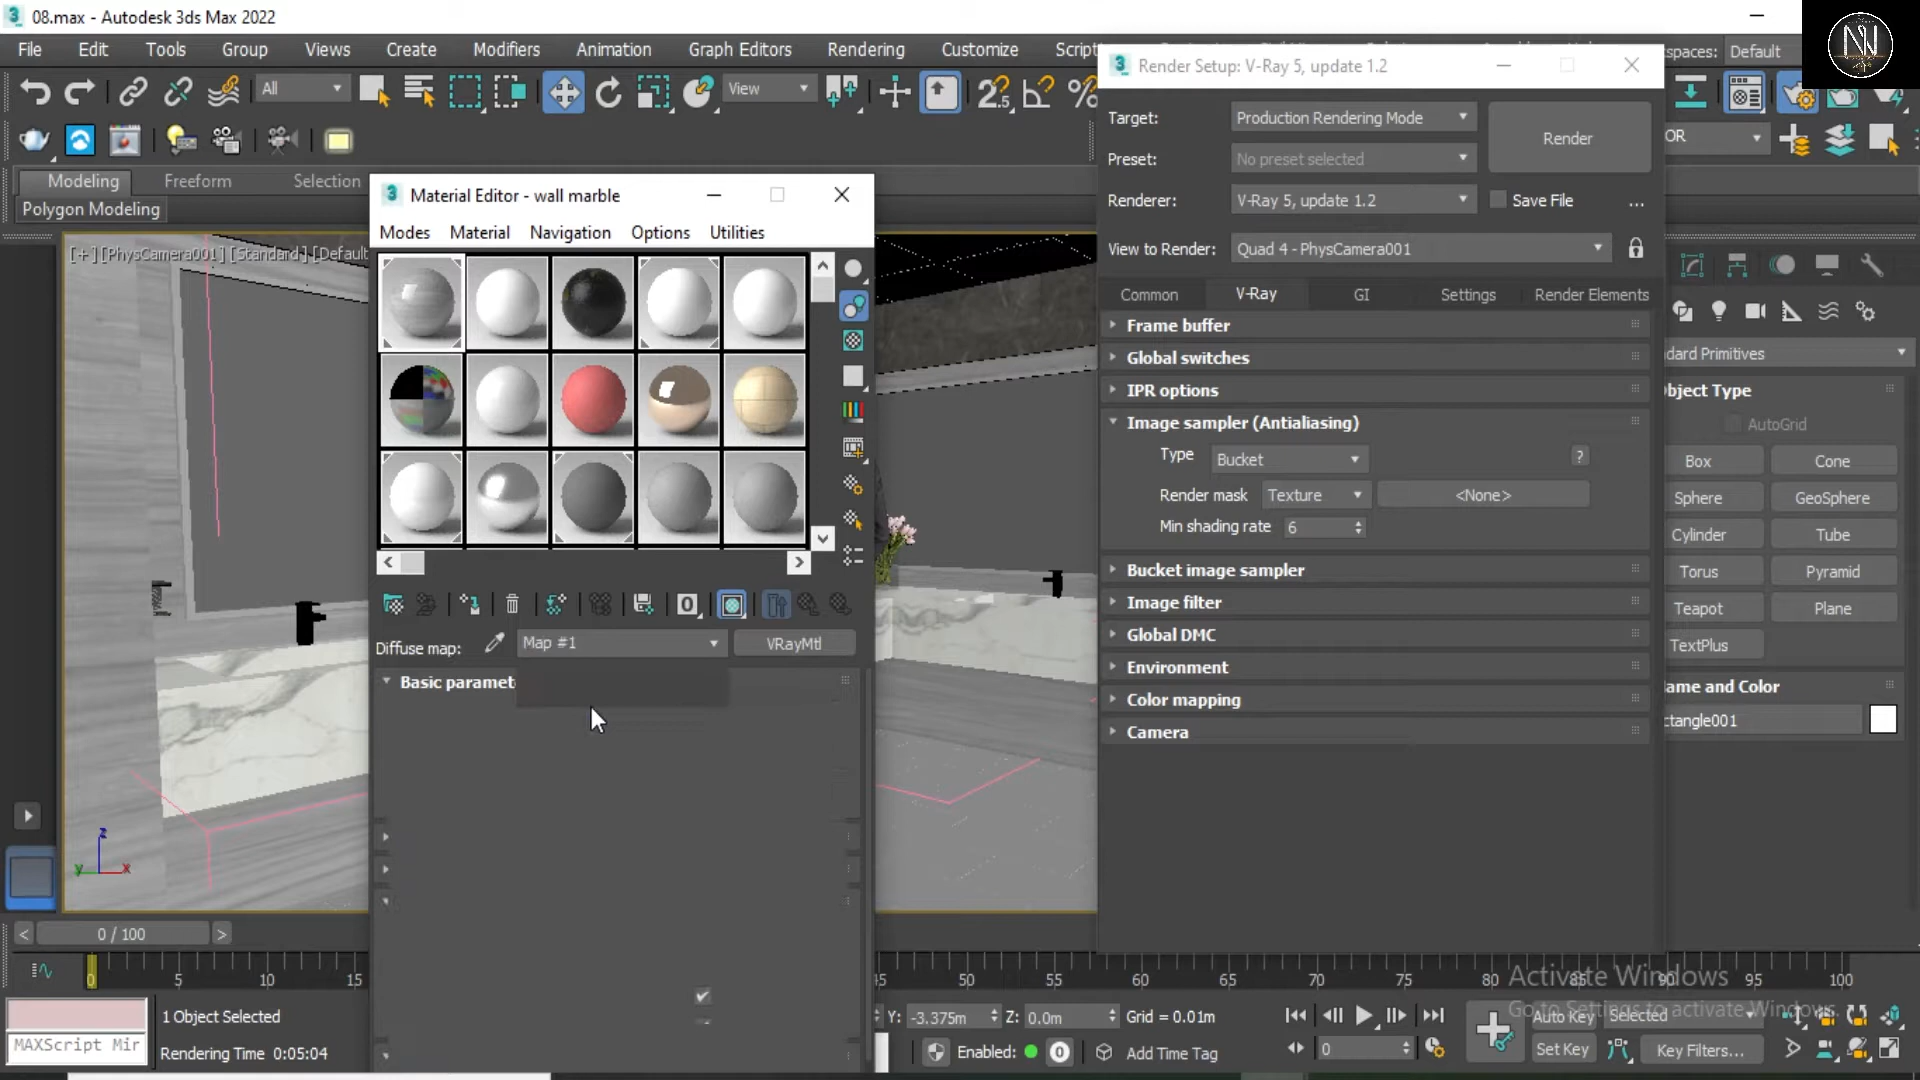 08.max - Autodesk 3ds Max 2022
File Edit Tools Group Views Create Modifiers Animation Graph Editors Rendering Customize Script
spaces: Default
All
View
Modeling Freeform Selection
Polygon Modeling
[+] [PhysCamera001] [Standard] [Default
Material Editor - wall marble
Modes Material Navigation Options Utilities
Diffuse map: Map #1 VRayMtl
Basic paramet
Render Setup: V-Ray 5, update 1.2
Target: Production Rendering Mode
Render
Preset: No preset selected
Renderer: V-Ray 5, update 1.2 Save File ...
View to Render: Quad 4 - PhysCamera001
Common V-Ray GI Settings Render Elements
Frame buffer
Global switches
IPR options
Image sampler (Antialiasing)
Type Bucket ?
Render mask Texture <None>
Min shading rate 6
Bucket image sampler
Image filter
Global DMC
Environment
Color mapping
Camera
OR
dard Primitives
bject Type
AutoGrid
Box Cone
Sphere GeoSphere
Cylinder Tube
Torus Pyramid
Teapot Plane
TextPlus
ame and Color
ctangle001
z
y x
< 0 / 100 >
0 5 10 15 45 50 55 60 65 70 75 80 85 90 95 100
Activate Windows
Go to Settings to activate Windows.
1 Object Selected
MAXScript Mir
Rendering Time 0:05:04
Y: -3.375m Z: 0.0m Grid = 0.01m
Enabled: 0 Add Time Tag
0
Auto Key Selected
Set Key Key Filters...